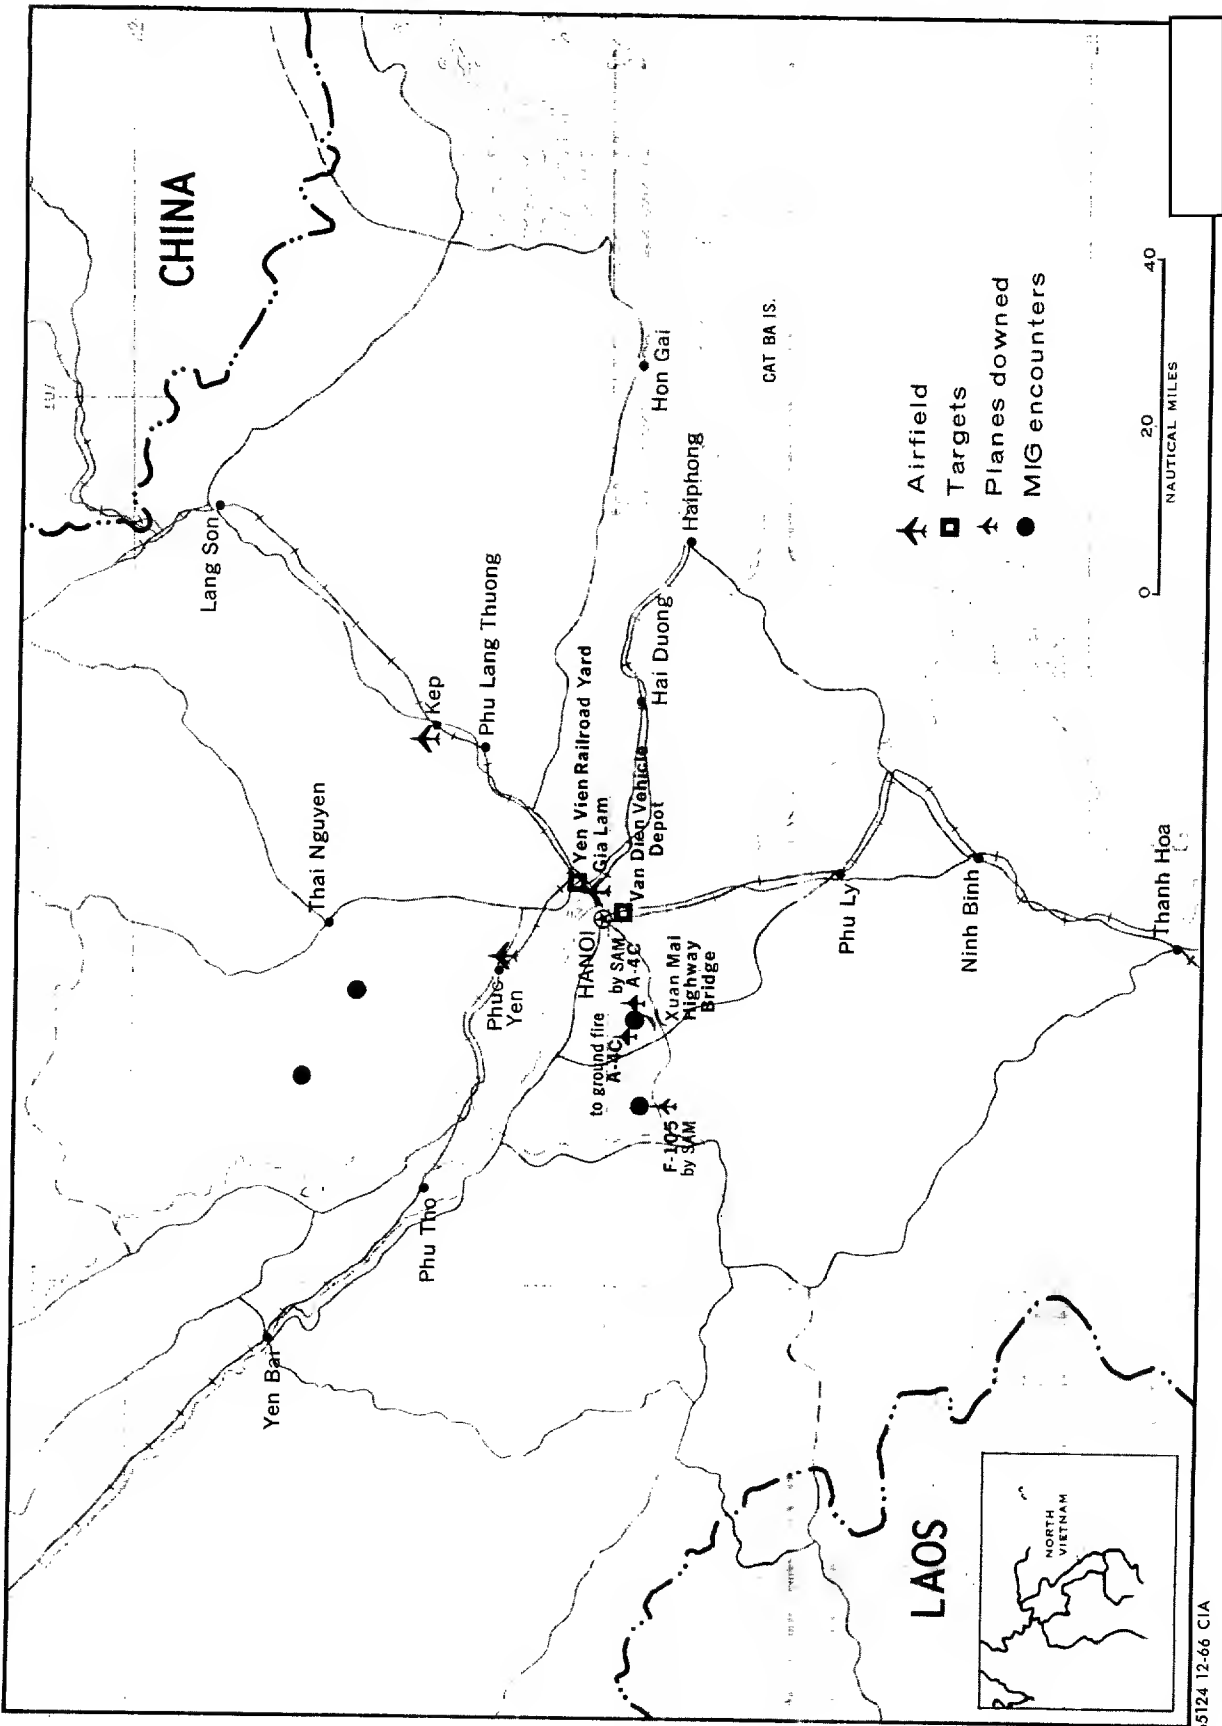 CHINA
107
Lang Son
Kep
Phu Lang Thuong
Thai Nguyen
Yen Vien Railroad Yard
Gia Lam
Hai Duong
Haiphong
Hon Gai
CAT BA IS.
Van Dien Vehicle
Depot
HANOI
Phuc
Yen
by SAM
A-4C
Xuan Mai
Highway
Bridge
to ground fire
A-4C
F-105
by SAM
Phu Tho
Yen Bai
Phu Ly
Ninh Binh
Thanh Hoa
LAOS
Airfield
Targets
Planes downed
MIG encounters
0 20 40
NAUTICAL MILES
NORTH
VIETNAM
5124 12-66 CIA